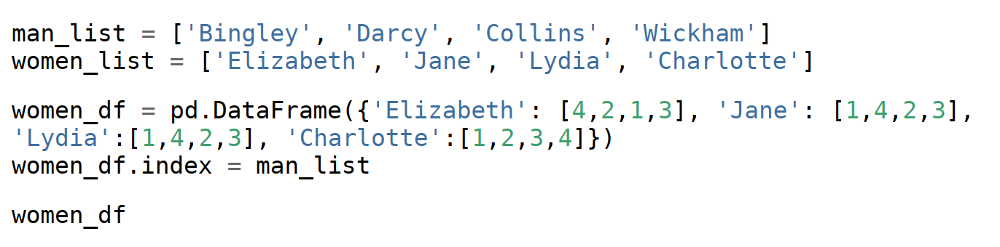 man_list = ['Bingley', 'Darcy', 'Collins', 'Wickham']
women_list = ['Elizabeth', 'Jane', 'Lydia', 'Charlotte']
women_df = pd.DataFrame({'Elizabeth': [4,2,1,3], 'Jane': [1,4,2,3],
'Lydia':[1,4,2,3], 'Charlotte':[1,2,3,4]})
women_df.index = man_list
women_df